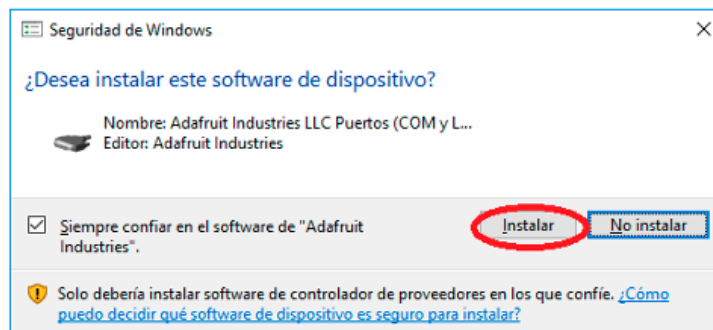 Seguridad de Windows
¿Desea instalar este software de dispositivo?
Nombre: Adafruit Industries LLC Puertos (COM y L...
Editor: Adafruit Industries
Siempre confiar en el software de "Adafruit
Industries".
Instalar
No instalar
Solo debería instalar software de controlador de proveedores en los que confíe. ¿Cómo
puedo decidir qué software de dispositivo es seguro para instalar?